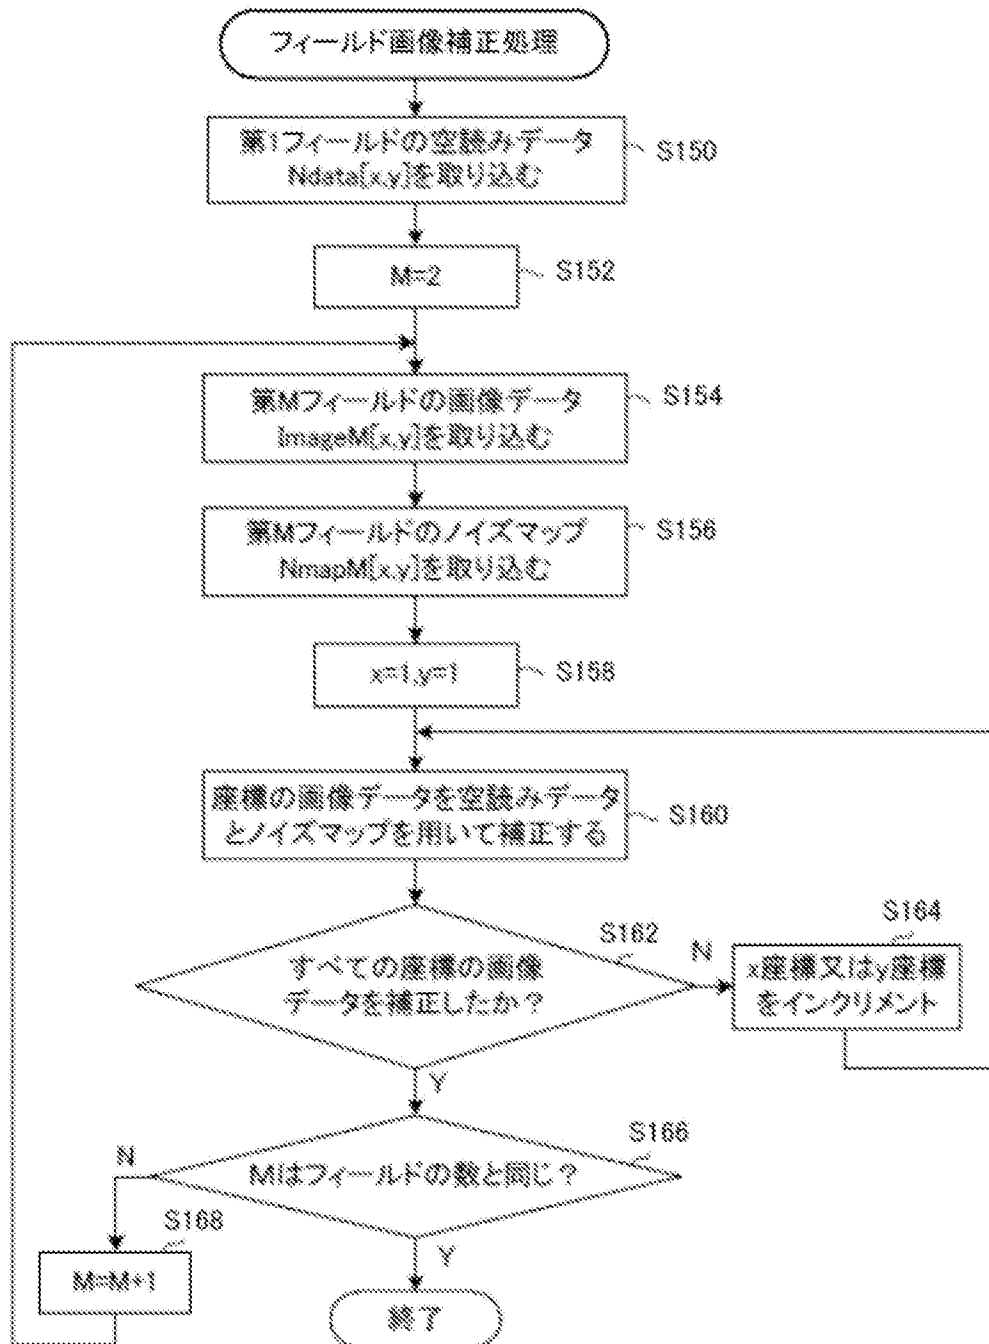 フィールド画像補正処理
第1フィールドの空読みデータ
Ndata[x,y]を取り込む
S150
M=2
S152
第Mフィールドの画像データ
ImageM[x,y]を取り込む
S154
第Mフィールドのノイズマップ
NmapM[x,y]を取り込む
S156
x=1,y=1
S158
座標の画像データを空読みデータ
とノイズマップを用いて補正する
S160
すべての座標の画像
データを補正したか？
S162
N
S164
x座標又はy座標
をインクリメント
Y
Mはフィールドの数と同じ？
S166
N
S168
M=M+1
Y
終了